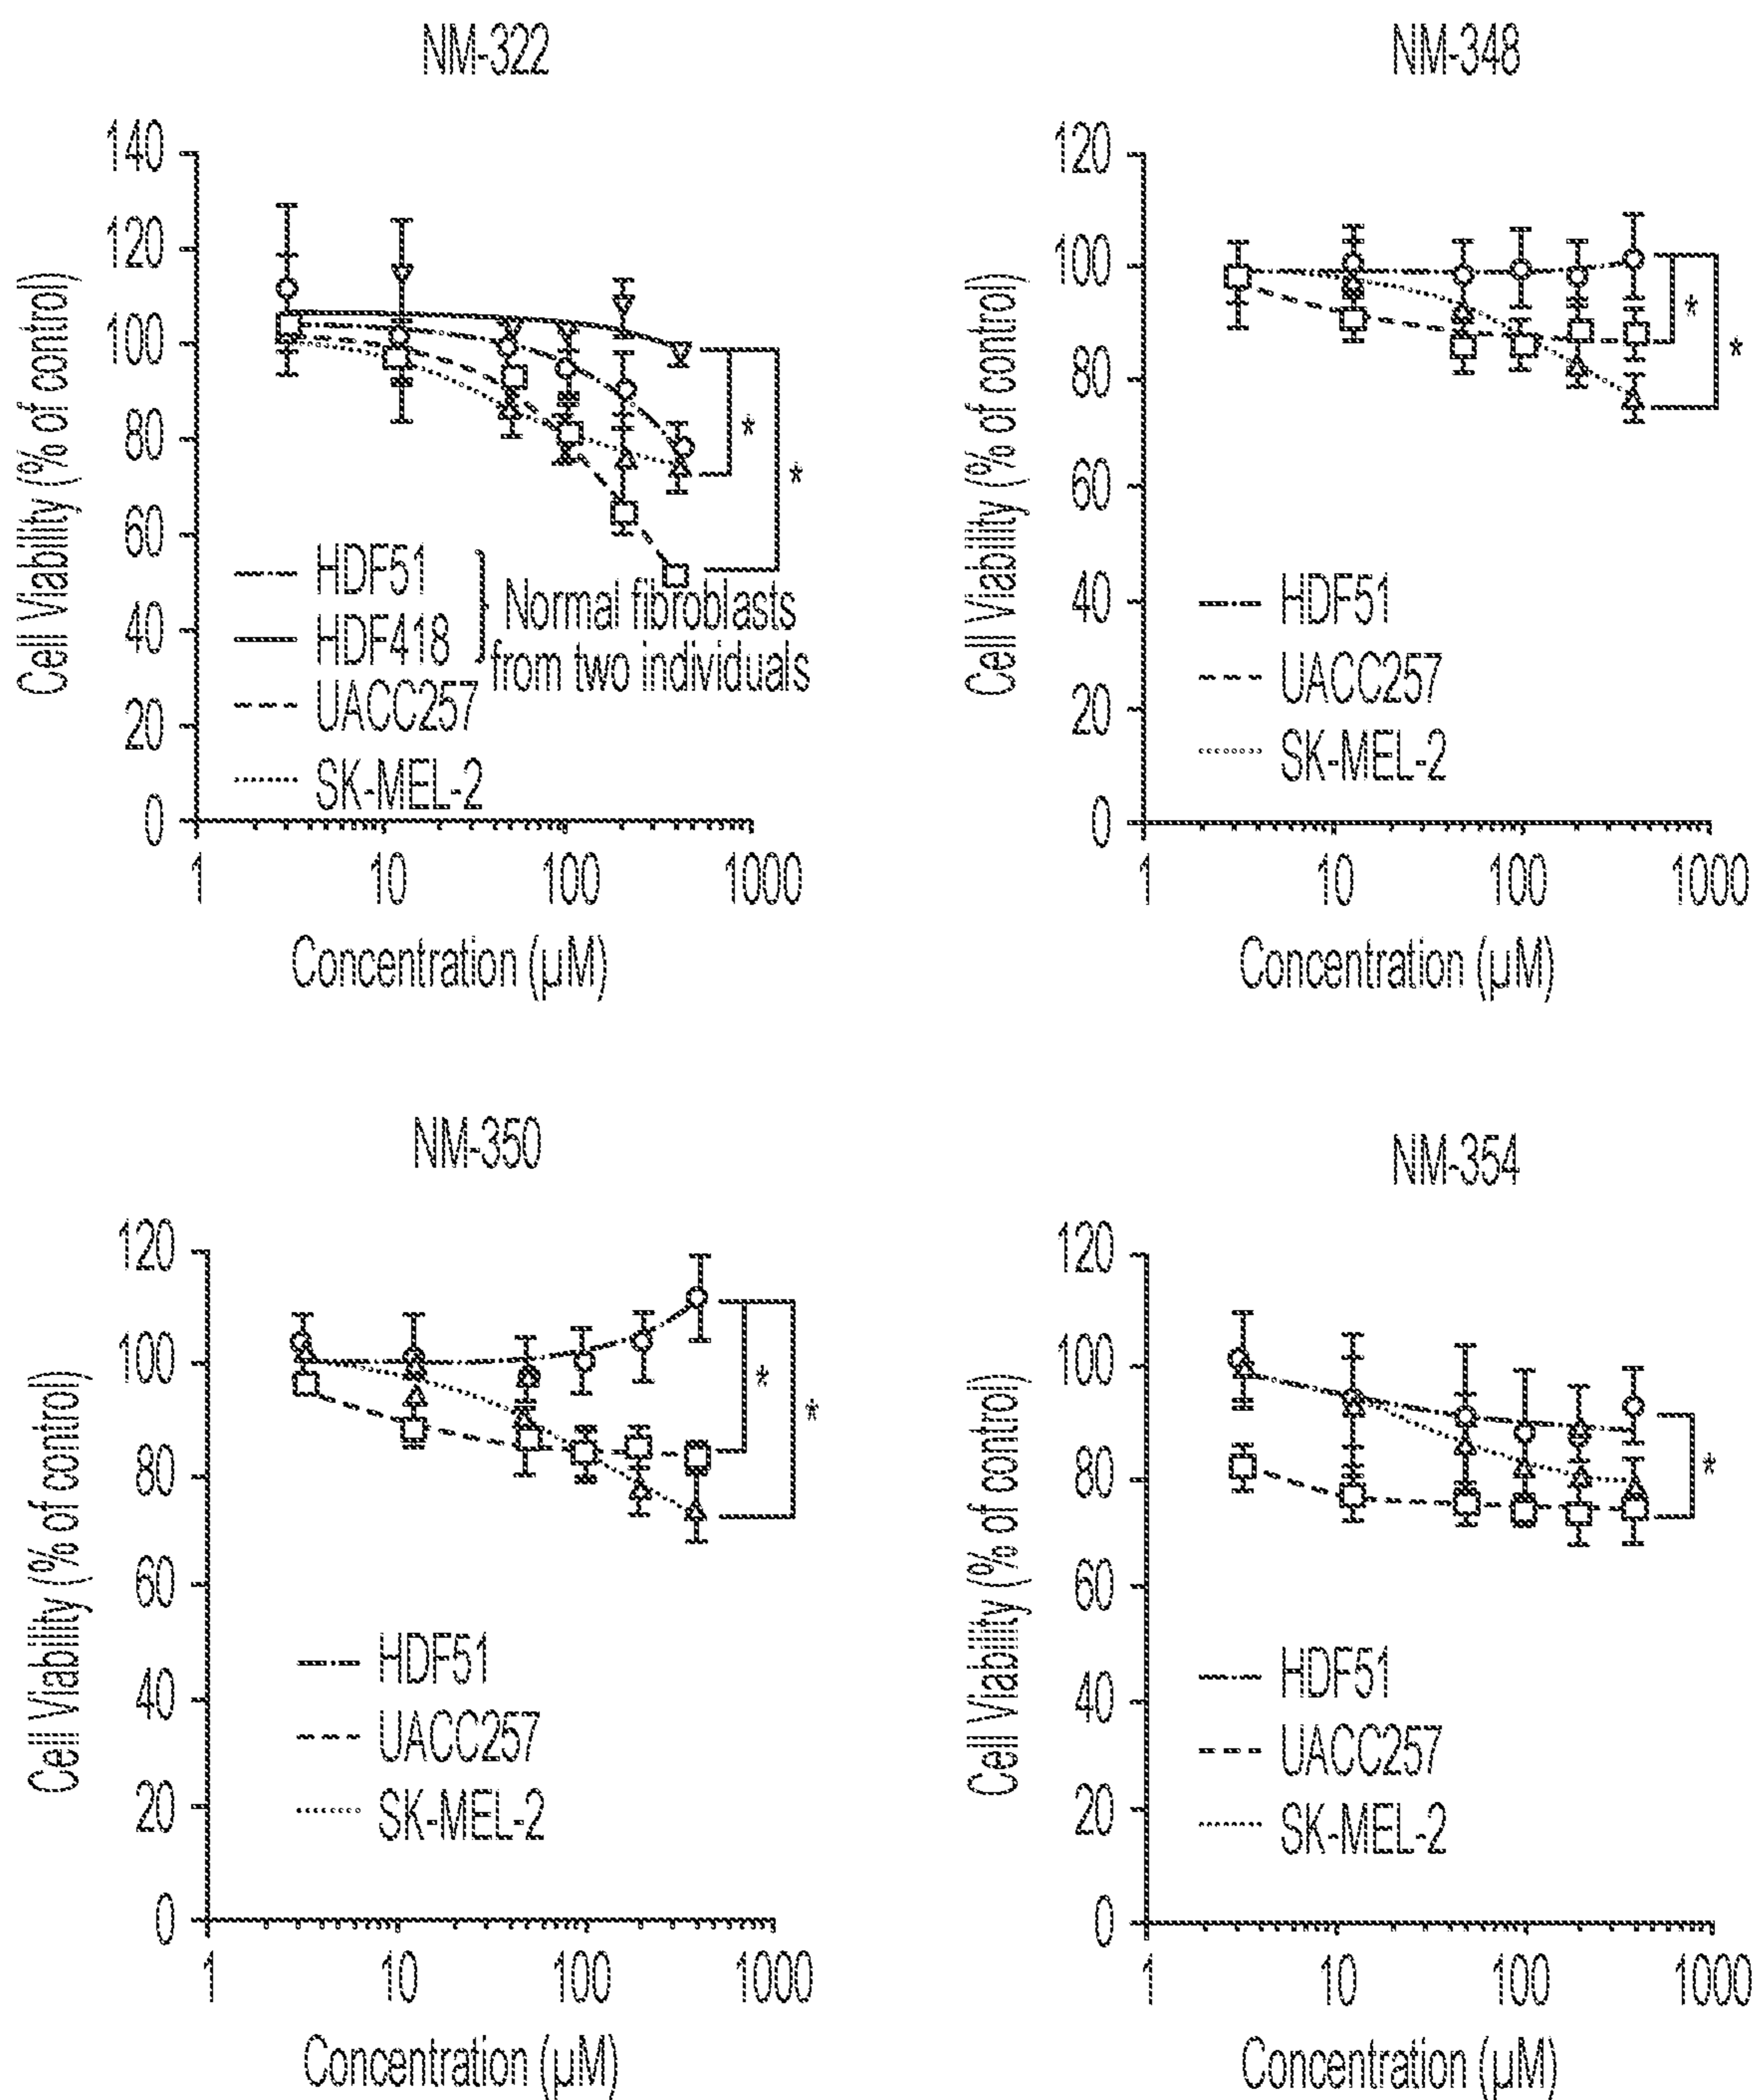 NM-322
140
120
100
80
60
40
20
0
Cell Viability (% of control)
HDF51
HDF418
Normal fibroblasts
from two individuals
UACC257
SK-MEL-2
*
*
1 10 100 1000
Concentration (µM)
NM-348
120
100
80
60
40
20
0
Cell Viability (% of control)
HDF51
UACC257
SK-MEL-2
*
*
1 10 100 1000
Concentration (µM)
NM-350
120
100
80
60
40
20
0
Cell Viability (% of control)
HDF51
UACC257
SK-MEL-2
*
*
1 10 100 1000
Concentration (µM)
NM-354
120
100
80
60
40
20
0
Cell Viability (% of control)
HDF51
UACC257
SK-MEL-2
*
1 10 100 1000
Concentration (µM)